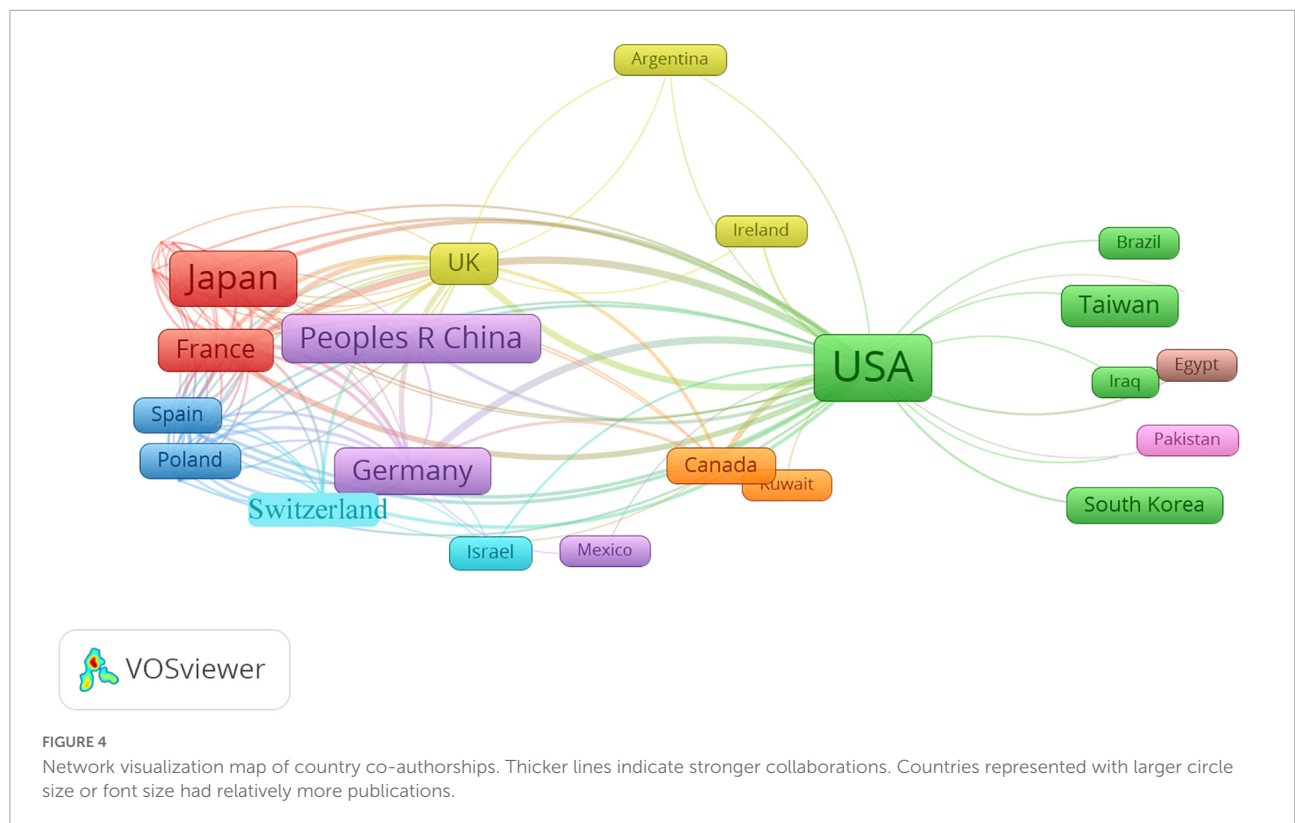 Argentina
Ireland
Brazil
UK
Japan
Taiwan
Peoples R China
France
USA
Egypt
Iraq
Spain
Pakistan
Poland
Canada
Germany
Kuwait
South Korea
Switzerland
Israel
Mexico
VOSviewer
FIGURE 4
Network visualization map of country co-authorships. Thicker lines indicate stronger collaborations. Countries represented with larger circle
size or font size had relatively more publications.